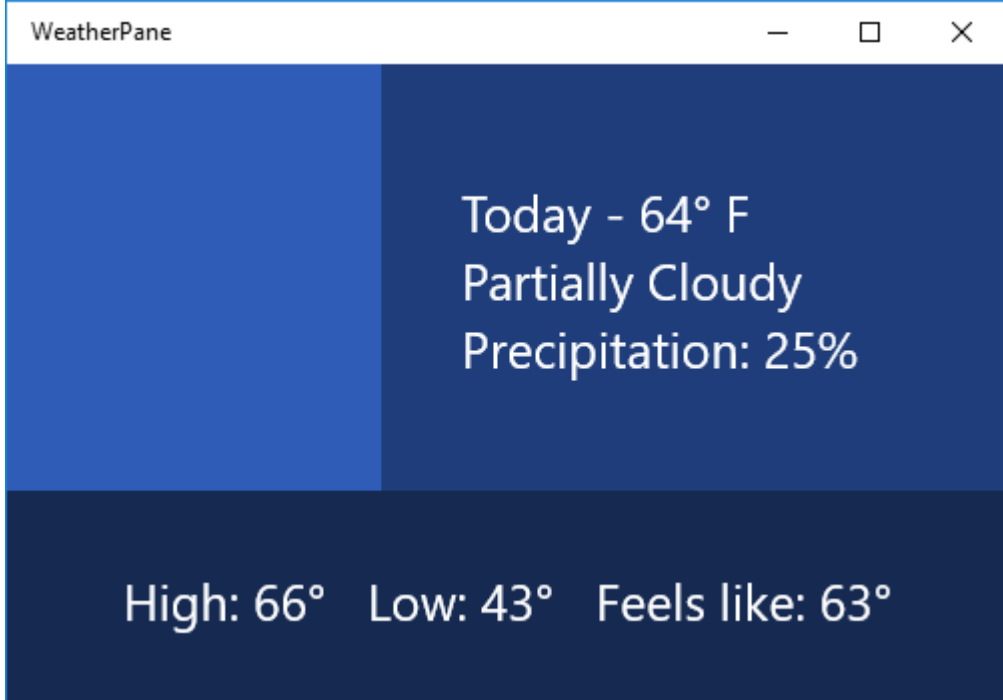 WeatherPane
Today - 64° F
Partially Cloudy
Precipitation: 25%
High: 66° Low: 43° Feels like: 63°